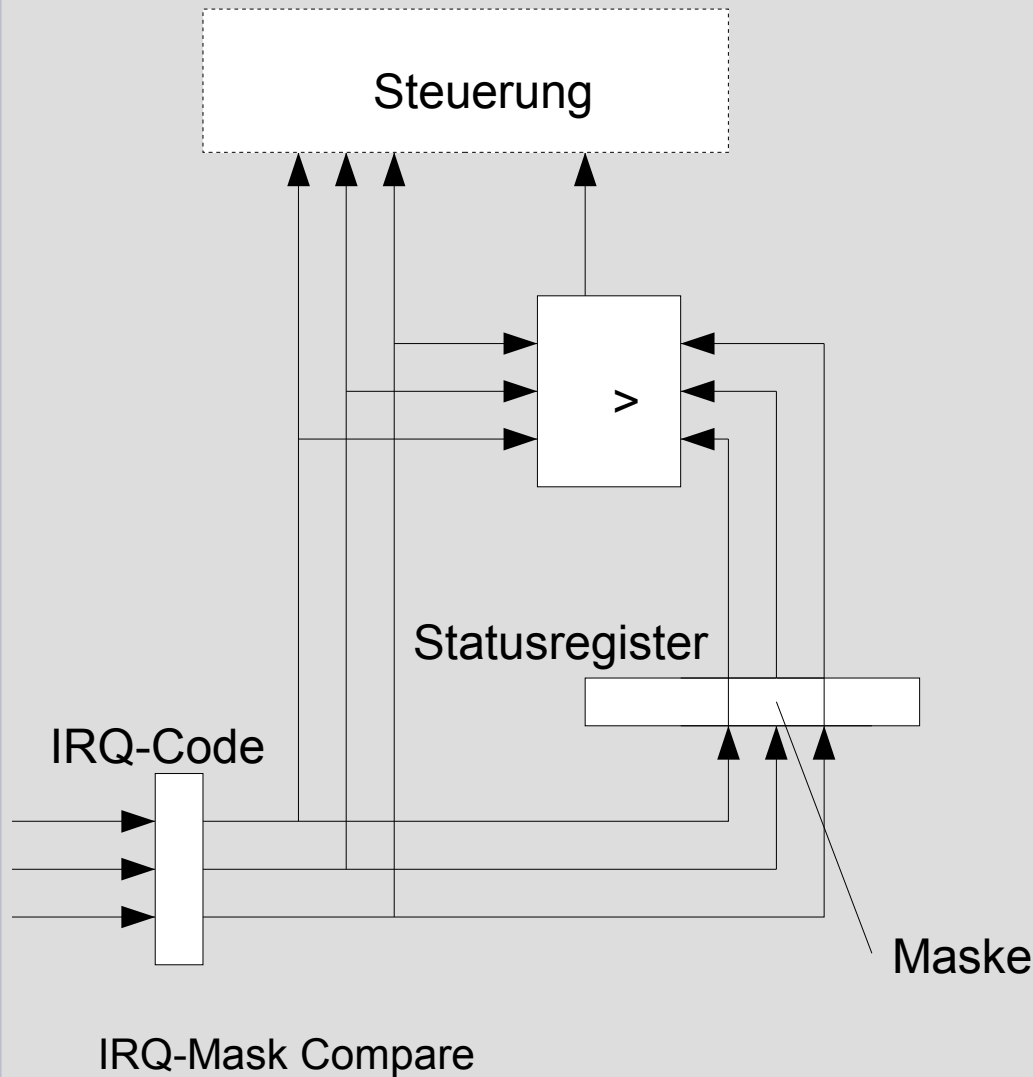 Steuerung
>
Statusregister
IRQ-Code
Maske
IRQ-Mask Compare